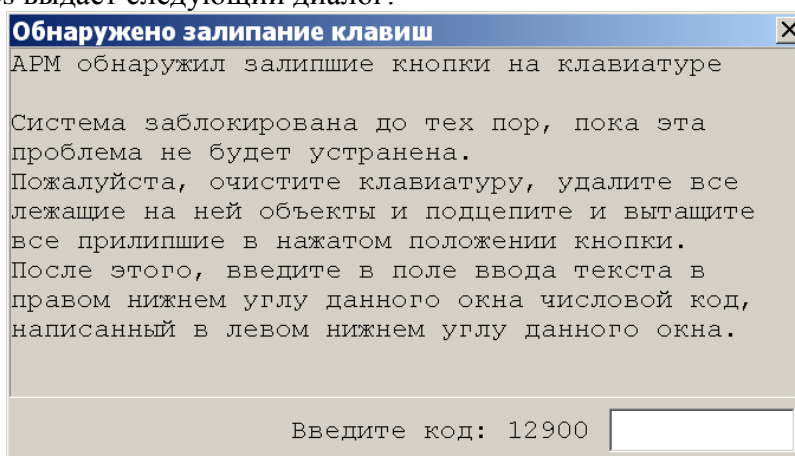 выдает следующий диалог:
Обнаружено залипание клавиш
АРМ обнаружил залипшие кнопки на клавиатуре
Система заблокирована до тех пор, пока эта
проблема не будет устранена.
Пожалуйста, очистите клавиатуру, удалите все
лежащие на ней объекты и подцепите и вытащите
все прилипшие в нажатом положении кнопки.
После этого, введите в поле ввода текста в
правом нижнем углу данного окна числовой код,
написанный в левом нижнем углу данного окна.
Введите код: 12900